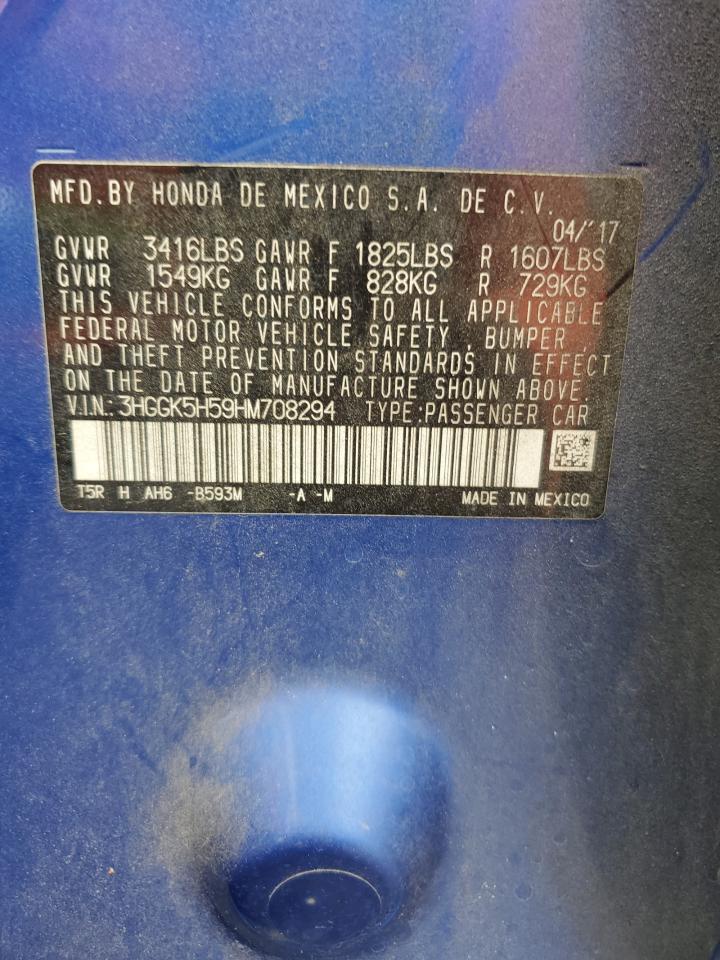 MFD.BY HONDA DE MEXICO S.A. DE C.V.
04/'17
GVWR 3416LBS GAWR F 1825LBS R 1607LBS
GVWR 1549KG GAWR F 828KG R 729KG
THIS VEHICLE CONFORMS TO ALL APPLICABLE
FEDERAL MOTOR VEHICLE SAFETY, BUMPER
AND THEFT PREVENTION STANDARDS IN EFFECT
ON THE DATE OF MANUFACTURE SHOWN ABOVE.
V.I.N.:3HGGK5H59HM708294 TYPE:PASSENGER CAR
T5R H AH6 -B593M -A -M MADE IN MEXICO